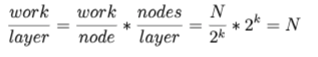 work/layer = work/node * nodes/layer = N/2^k * 2^k = N